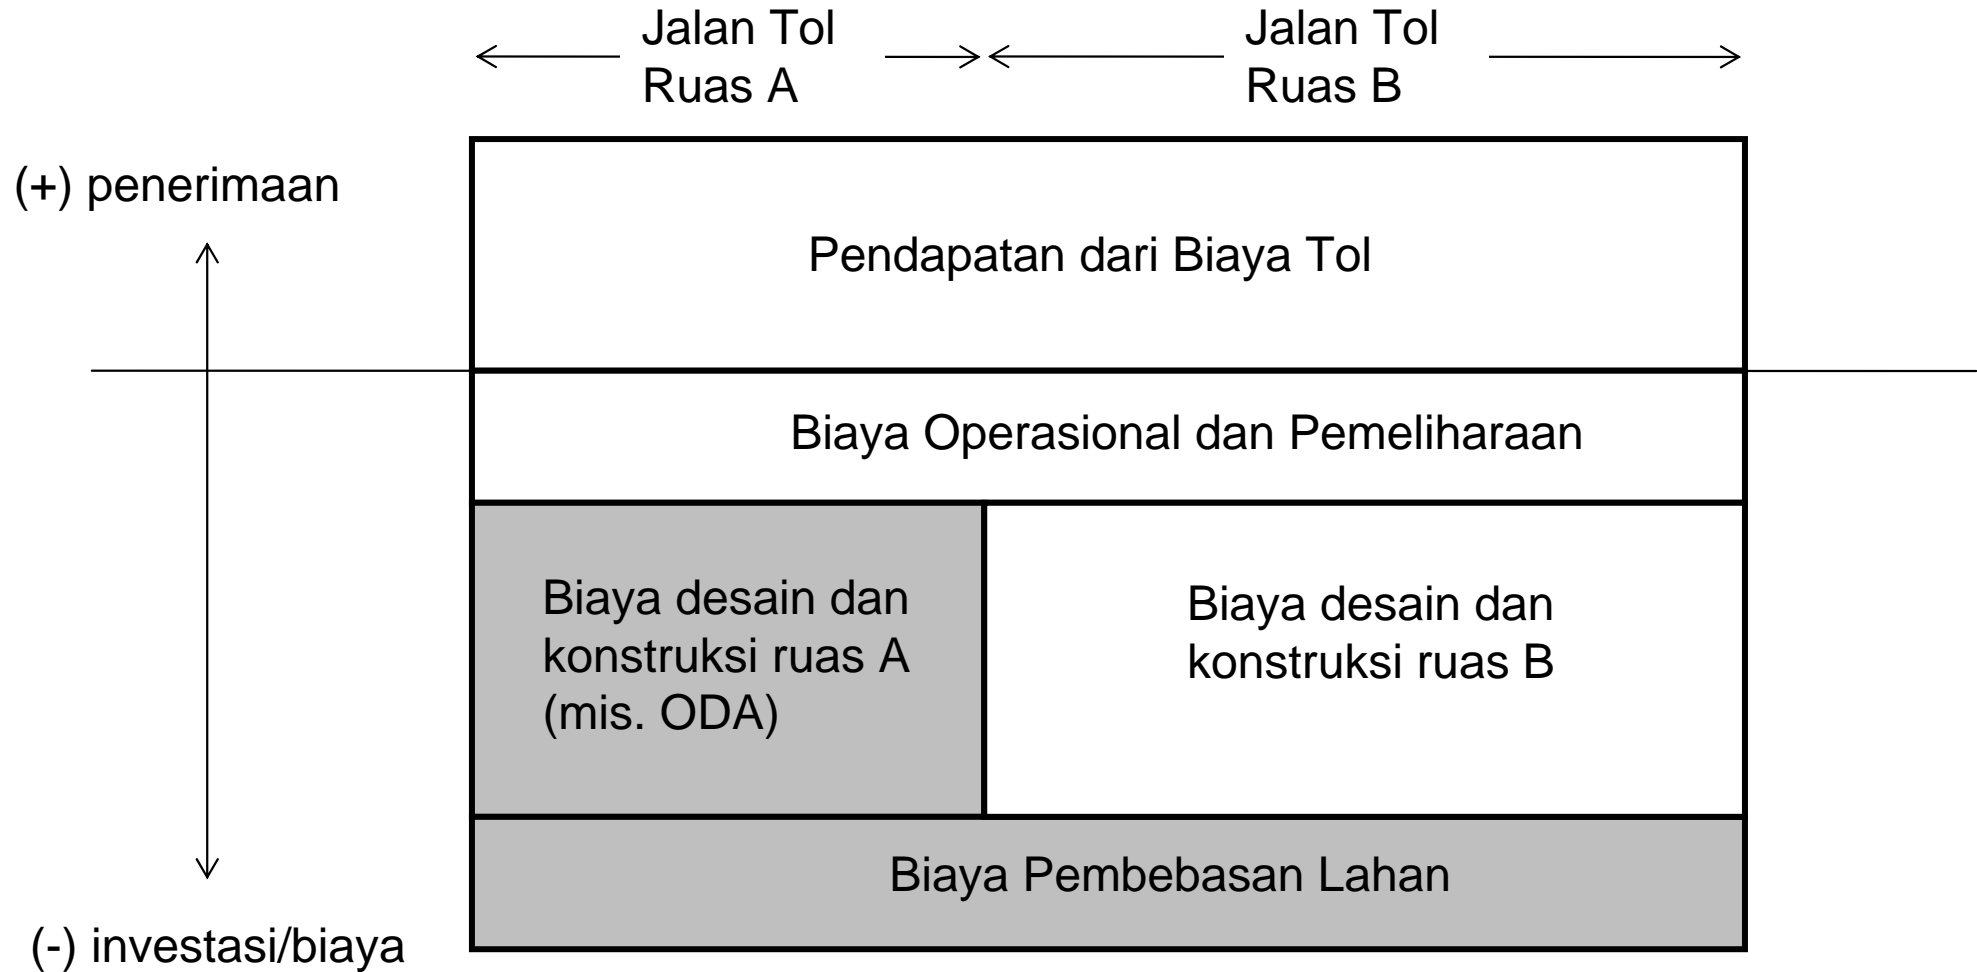 Jalan Tol
Ruas A
Jalan Tol
Ruas B
(+) penerimaan
Pendapatan dari Biaya Tol
Biaya Operasional dan Pemeliharaan
Biaya desain dan
konstruksi ruas A
(mis. ODA)
Biaya desain dan
konstruksi ruas B
Biaya Pembebasan Lahan
(-) investasi/biaya